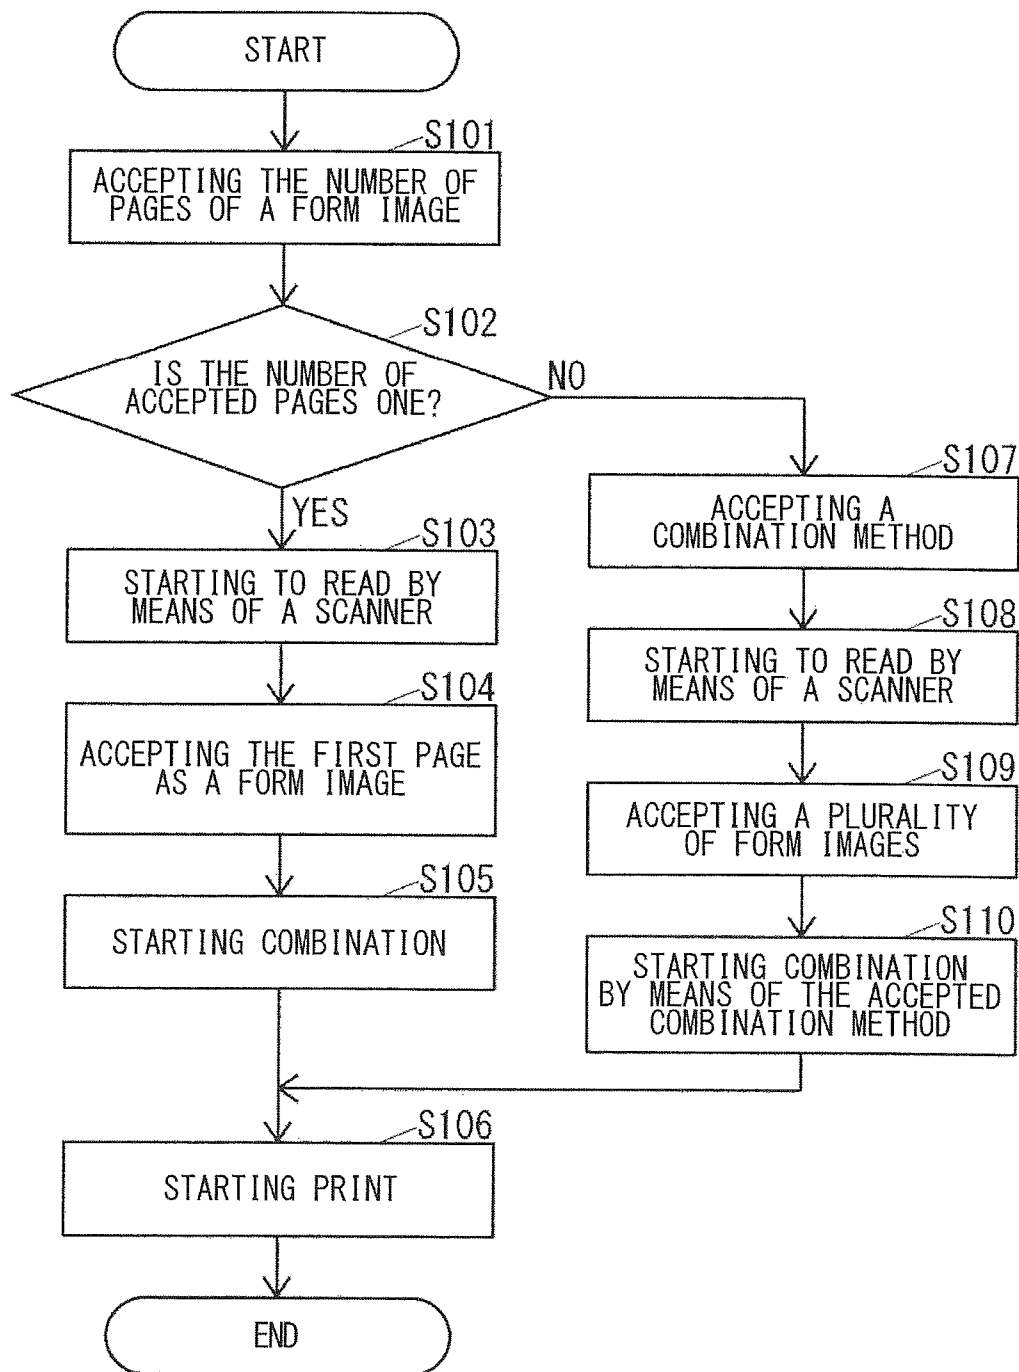 START
S101
ACCEPTING THE NUMBER OF
PAGES OF A FORM IMAGE
S102
IS THE NUMBER OF
ACCEPTED PAGES ONE?
NO
YES
S103
STARTING TO READ BY
MEANS OF A SCANNER
S104
ACCEPTING THE FIRST PAGE
AS A FORM IMAGE
S105
STARTING COMBINATION
S107
ACCEPTING A
COMBINATION METHOD
S108
STARTING TO READ BY
MEANS OF A SCANNER
S109
ACCEPTING A PLURALITY
OF FORM IMAGES
S110
STARTING COMBINATION
BY MEANS OF THE ACCEPTED
COMBINATION METHOD
S106
STARTING PRINT
END